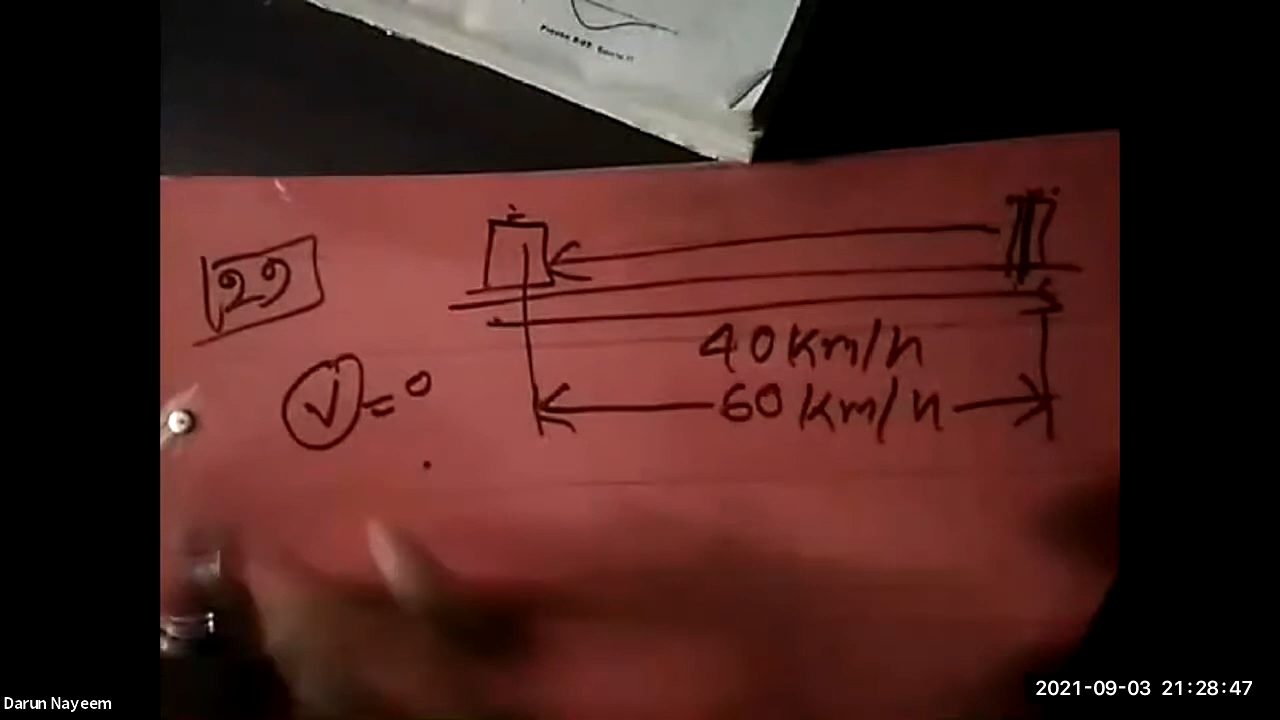 29
40 km/h
V = 0
60 km/h
Darun Nayeem
2021-09-03 21:28:47